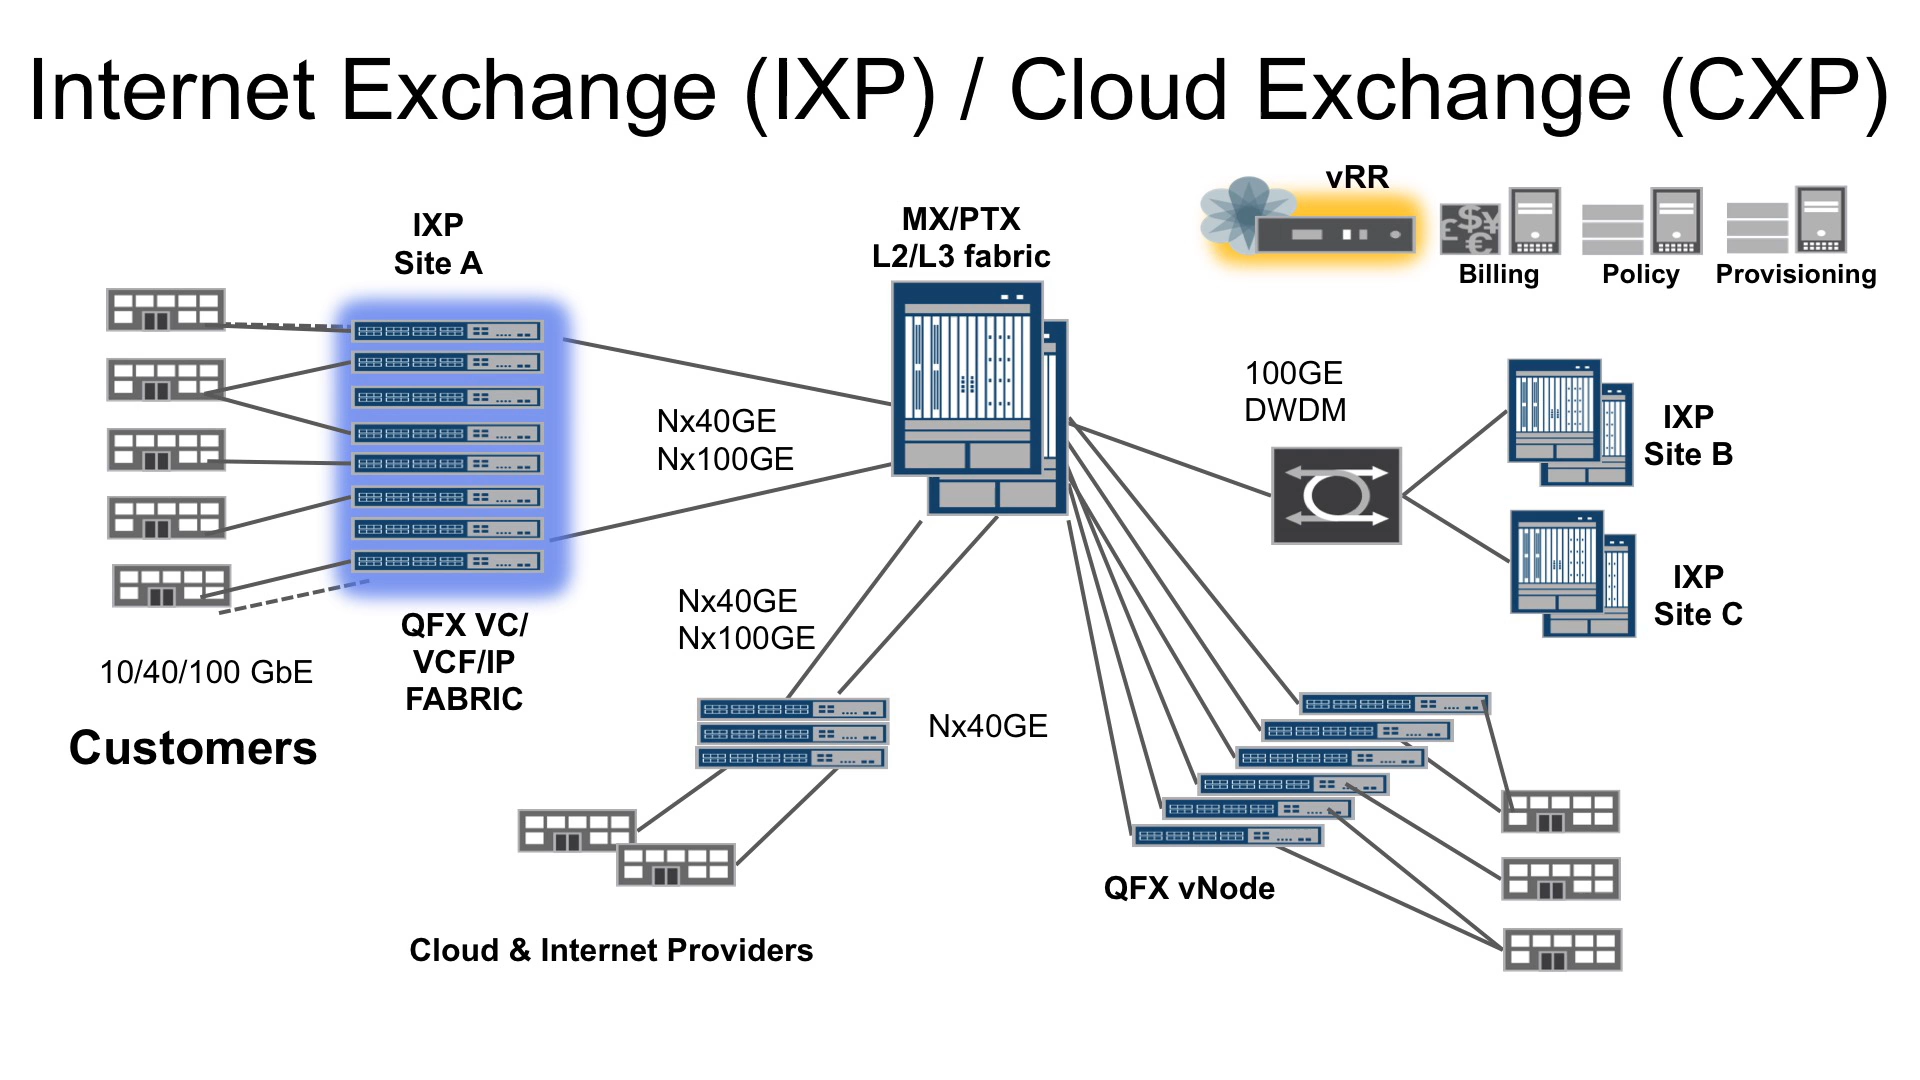 Internet Exchange (IXP) / Cloud Exchange (CXP)
vRR
Billing
Policy
Provisioning
IXP
Site A
MX/PTX
L2/L3 fabric
Nx40GE
Nx100GE
100GE
DWDM
IXP
Site B
IXP
Site C
QFX VC/
VCF/IP
FABRIC
10/40/100 GbE
Customers
Nx40GE
Nx100GE
Nx40GE
QFX vNode
Cloud & Internet Providers